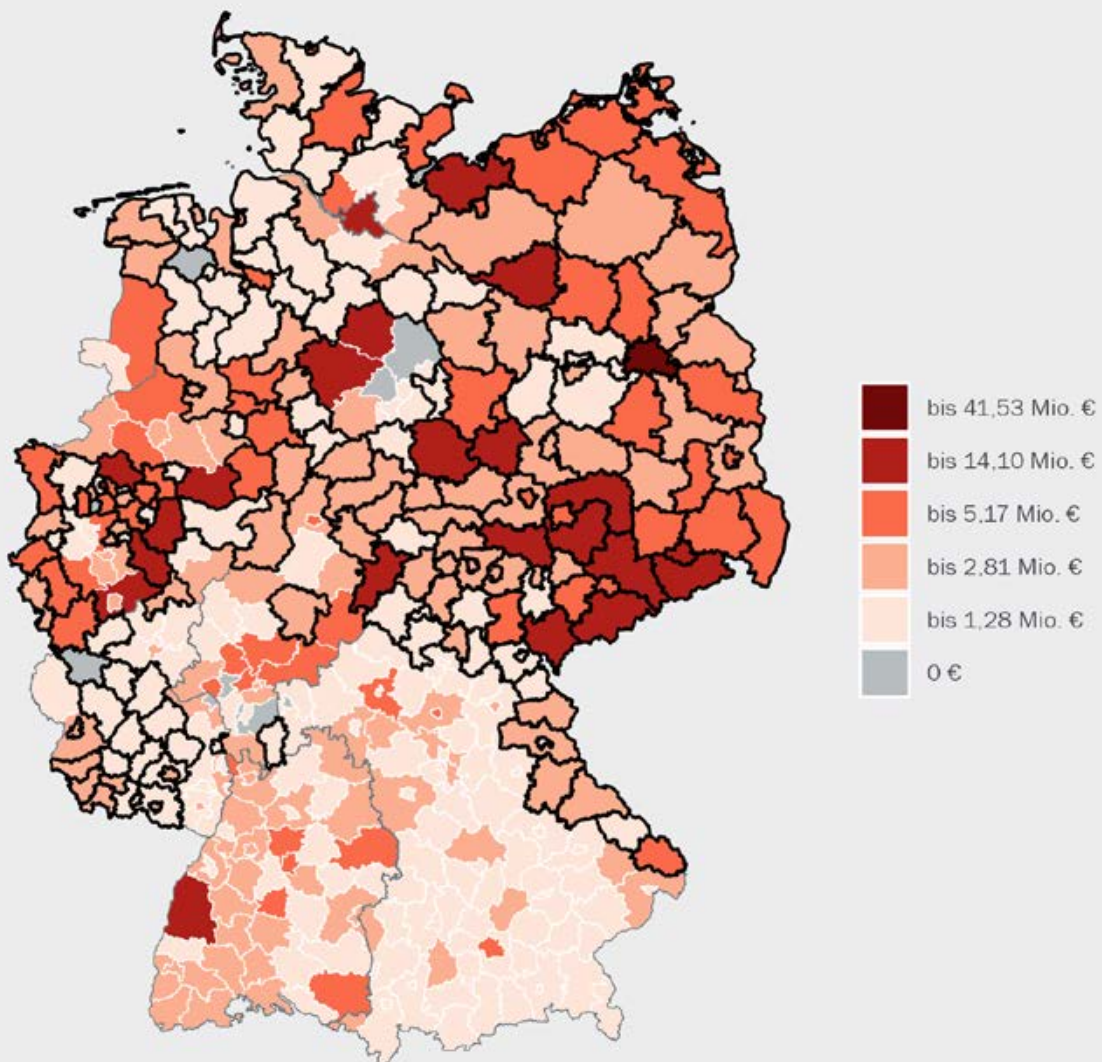 bis 41,53 Mio. €
bis 14,10 Mio. €
bis 5,17 Mio. €
bis 2,81 Mio. €
bis 1,28 Mio. €
0 €